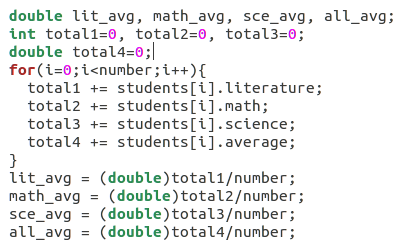 double lit_avg, math_avg, sce_avg, all_avg;
int total1=0, total2=0, total3=0;
double total4=0;
for(i=0;i<number;i++){
  total1 += students[i].literature;
  total2 += students[i].math;
  total3 += students[i].science;
  total4 += students[i].average;
}
lit_avg = (double)total1/number;
math_avg = (double)total2/number;
sce_avg = (double)total3/number;
all_avg = (double)total4/number;